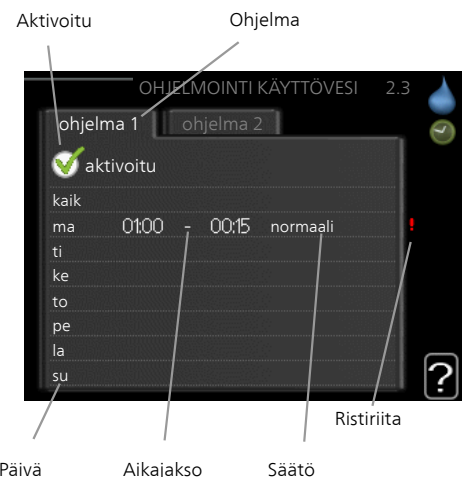 Aktivoitu
Ohjelma
OHJELMOINTI KÄYTTÖVESI 2.3
ohjelma 1 ohjelma 2
aktivoitu
kaik
ma 01:00 - 00:15 normaali !
ti
ke
to
pe
la
su
?
Ristiriita
Päivä Aikajakso Säätö